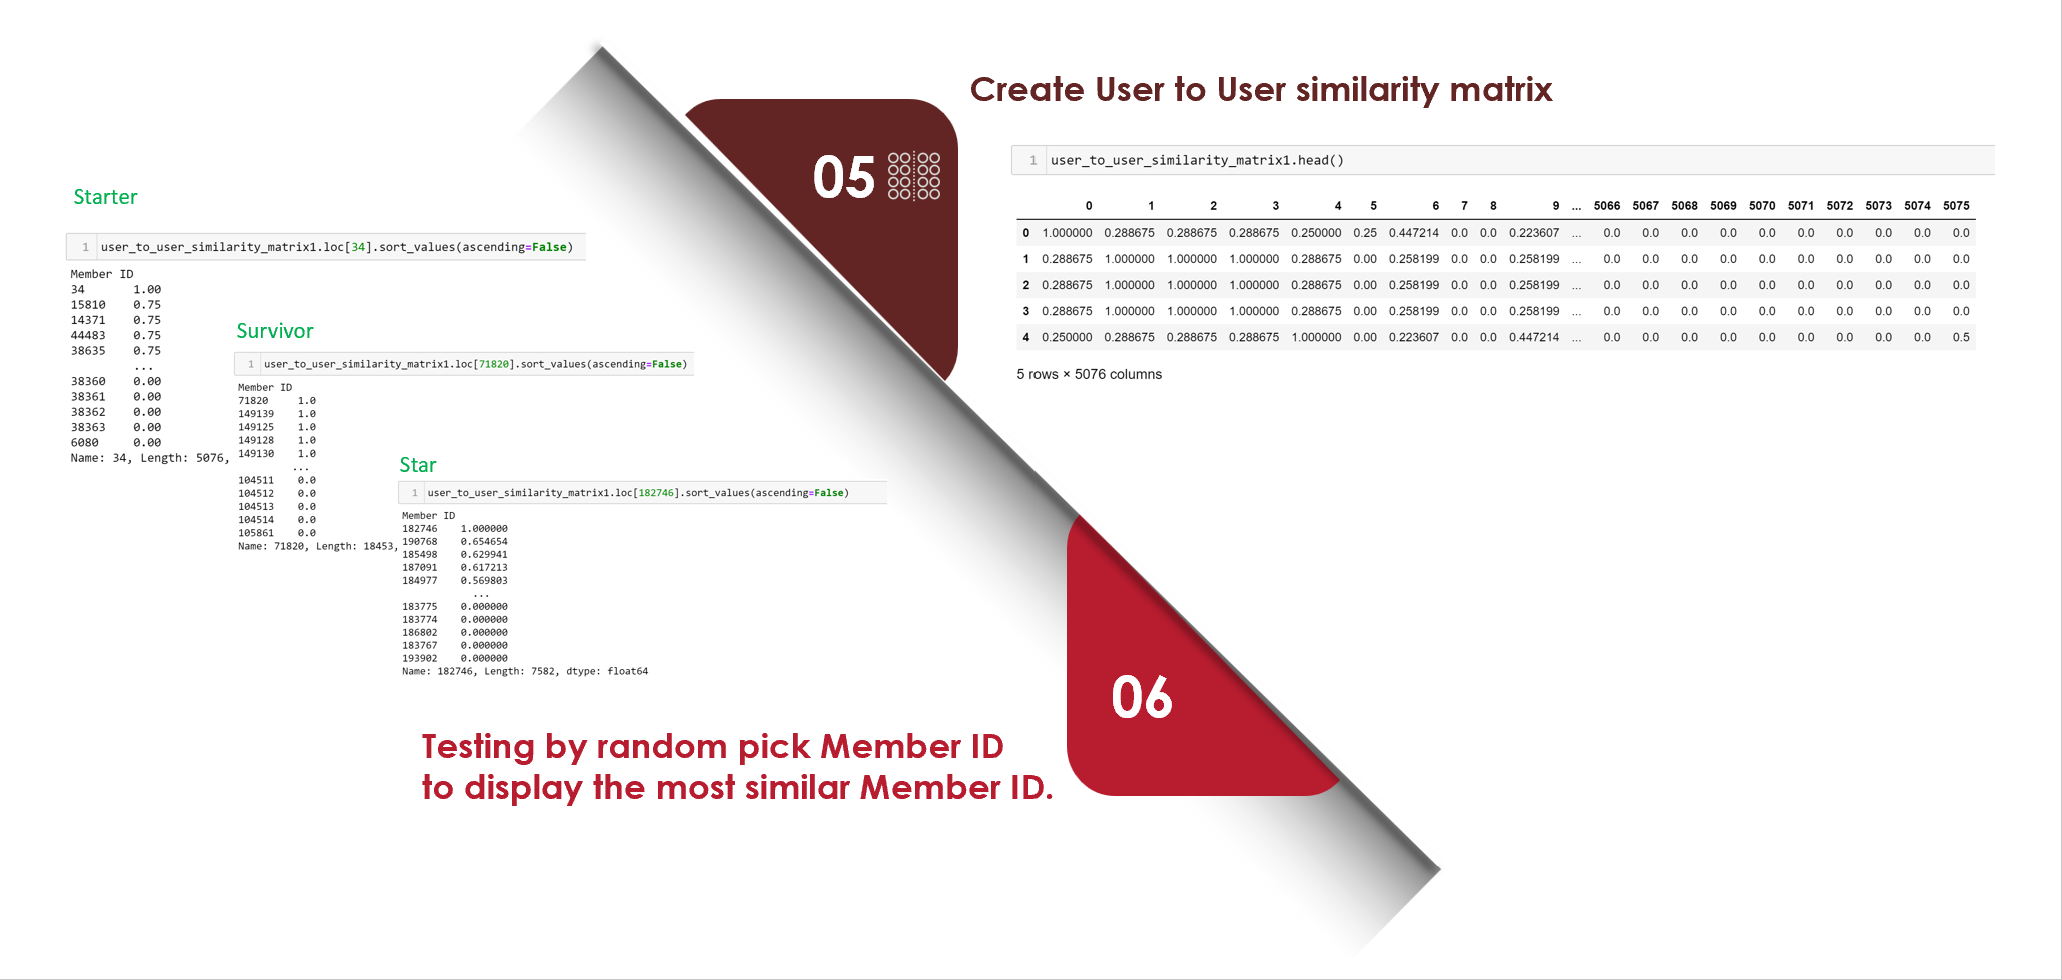 05
Create User to User similarity matrix
1 user_to_user_similarity_matrix1.head()
0 1 2 3 4 5 6 7 8 9 ... 5066 5067 5068 5069 5070 5071 5072 5073 5074 5075
0 1.000000 0.288675 0.288675 0.288675 0.250000 0.25 0.447214 0.0 0.0 0.223607 ... 0.0 0.0 0.0 0.0 0.0 0.0 0.0 0.0 0.0 0.0
1 0.288675 1.000000 1.000000 1.000000 0.288675 0.00 0.258199 0.0 0.0 0.258199 ... 0.0 0.0 0.0 0.0 0.0 0.0 0.0 0.0 0.0 0.0
2 0.288675 1.000000 1.000000 1.000000 0.288675 0.00 0.258199 0.0 0.0 0.258199 ... 0.0 0.0 0.0 0.0 0.0 0.0 0.0 0.0 0.0 0.0
3 0.288675 1.000000 1.000000 1.000000 0.288675 0.00 0.258199 0.0 0.0 0.258199 ... 0.0 0.0 0.0 0.0 0.0 0.0 0.0 0.0 0.0 0.0
4 0.250000 0.288675 0.288675 0.288675 1.000000 0.00 0.223607 0.0 0.0 0.447214 ... 0.0 0.0 0.0 0.0 0.0 0.0 0.0 0.0 0.0 0.5
5 rows × 5076 columns
Starter
1 user_to_user_similarity_matrix1.loc[34].sort_values(ascending=False)
Member ID
34 1.00
15810 0.75
14371 0.75
44483 0.75
38635 0.75
...
38360 0.00
38361 0.00
38362 0.00
38363 0.00
6080 0.00
Name: 34, Length: 5076,
Survivor
1 user_to_user_similarity_matrix1.loc[71820].sort_values(ascending=False)
Member ID
71820 1.0
149139 1.0
149125 1.0
149128 1.0
149130 1.0
...
104511 0.0
104512 0.0
104513 0.0
104514 0.0
105861 0.0
Name: 71820, Length: 18453,
Star
1 user_to_user_similarity_matrix1.loc[182746].sort_values(ascending=False)
Member ID
182746 1.000000
190768 0.654654
185498 0.629941
187091 0.617213
184977 0.569803
...
183775 0.000000
183774 0.000000
186802 0.000000
183767 0.000000
193902 0.000000
Name: 182746, Length: 7582, dtype: float64
06
Testing by random pick Member ID
to display the most similar Member ID.